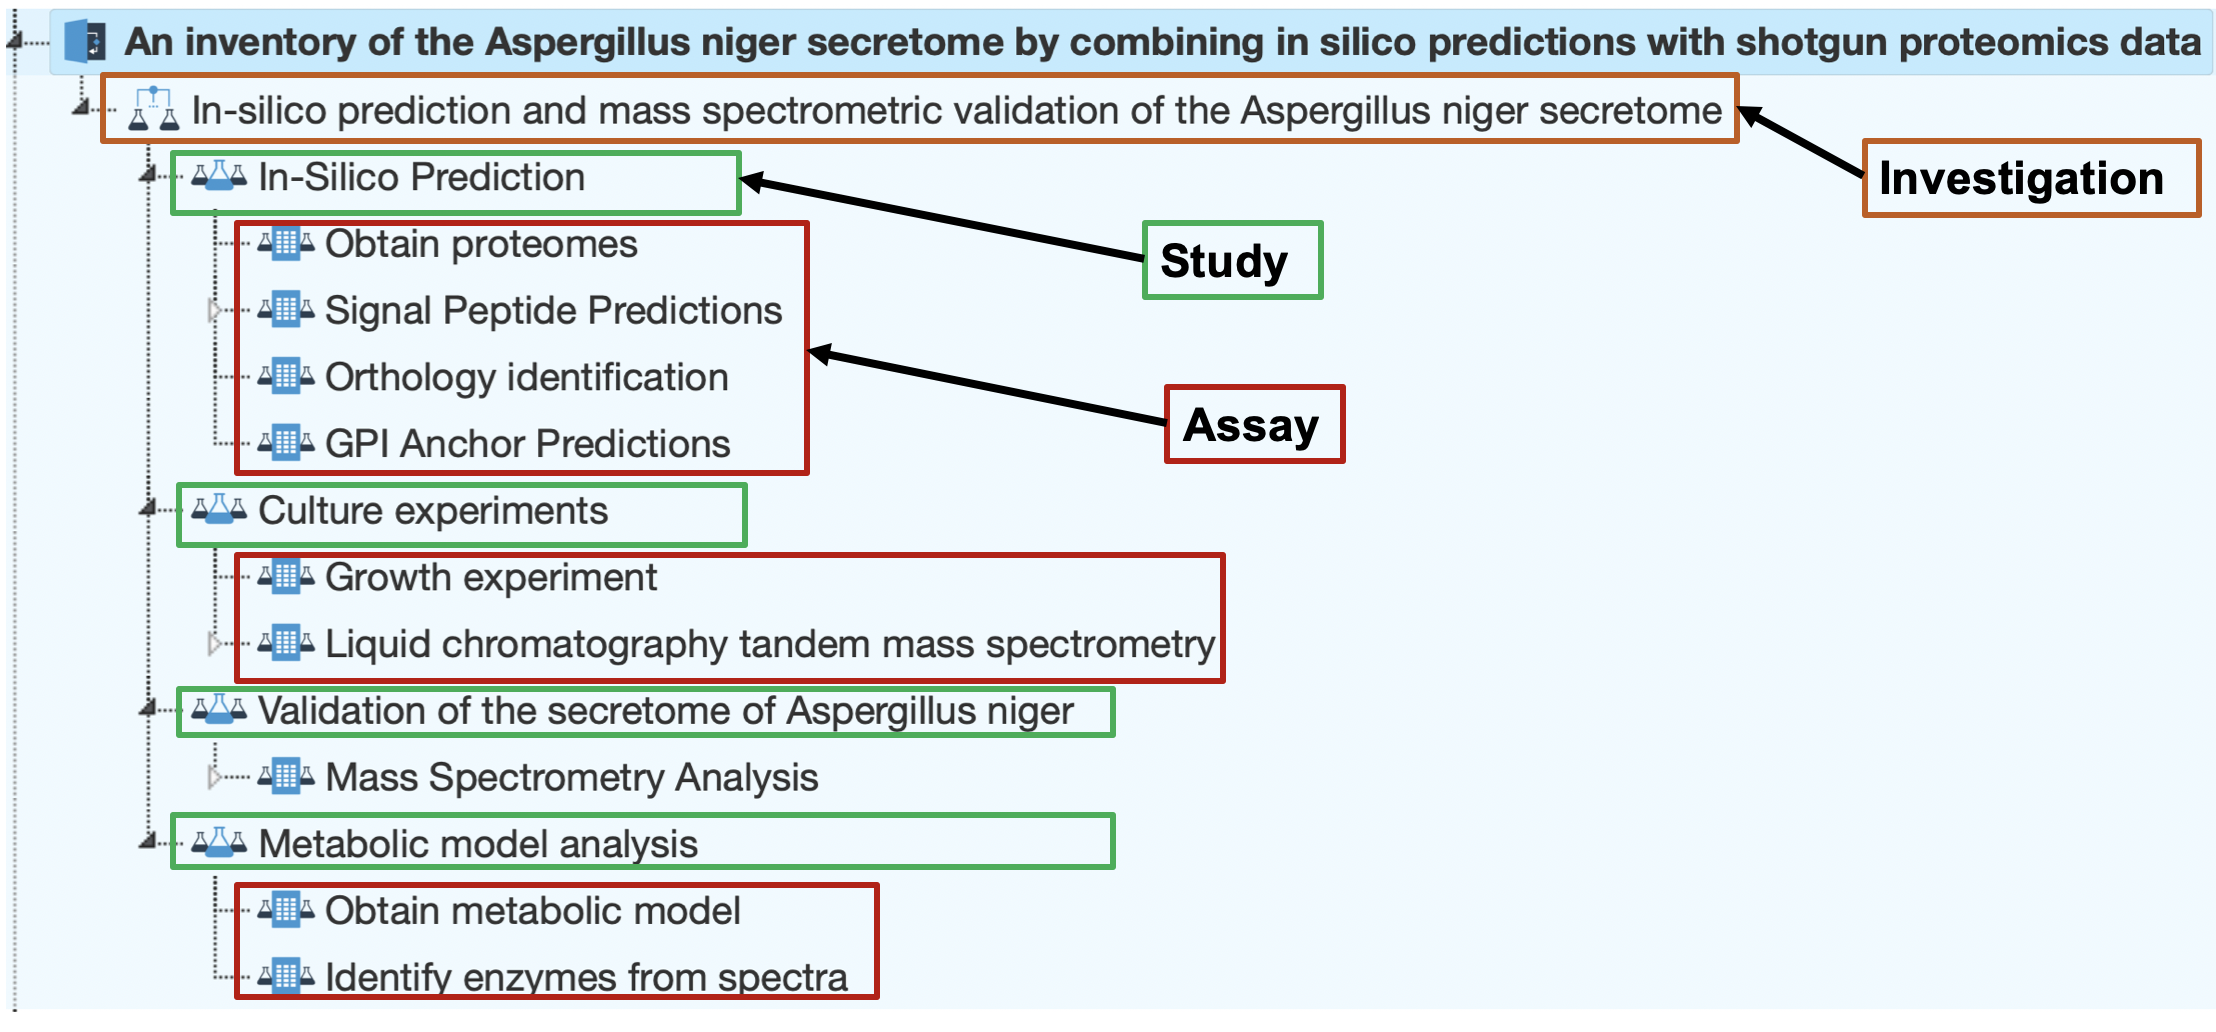 An inventory of the Aspergillus niger secretome by combining in silico predictions with shotgun proteomics data
In-silico prediction and mass spectrometric validation of the Aspergillus niger secretome
Investigation
In-Silico Prediction
Study
Obtain proteomes
Signal Peptide Predictions
Orthology identification
Assay
GPI Anchor Predictions
Culture experiments
Growth experiment
Liquid chromatography tandem mass spectrometry
Validation of the secretome of Aspergillus niger
Mass Spectrometry Analysis
Metabolic model analysis
Obtain metabolic model
Identify enzymes from spectra